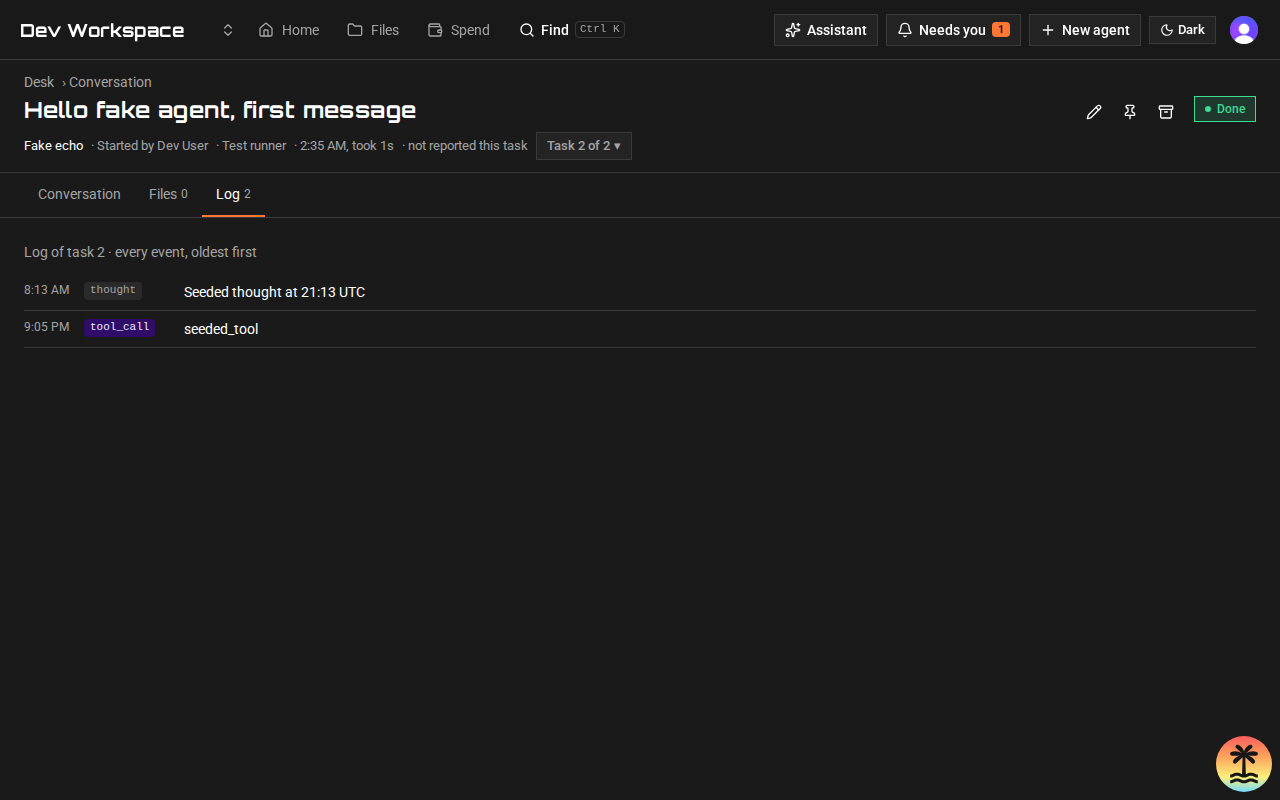 Dev Workspace Home Files Spend Find Ctrl K Assistant Needs you 1 New agent Dark
Desk › Conversation
Hello fake agent, first message
Done
Fake echo · Started by Dev User · Test runner · 2:35 AM, took 1s · not reported this task Task 2 of 2 ▾
Conversation Files 0 Log 2
Log of task 2 · every event, oldest first
8:13 AM thought Seeded thought at 21:13 UTC
9:05 PM tool_call seeded_tool